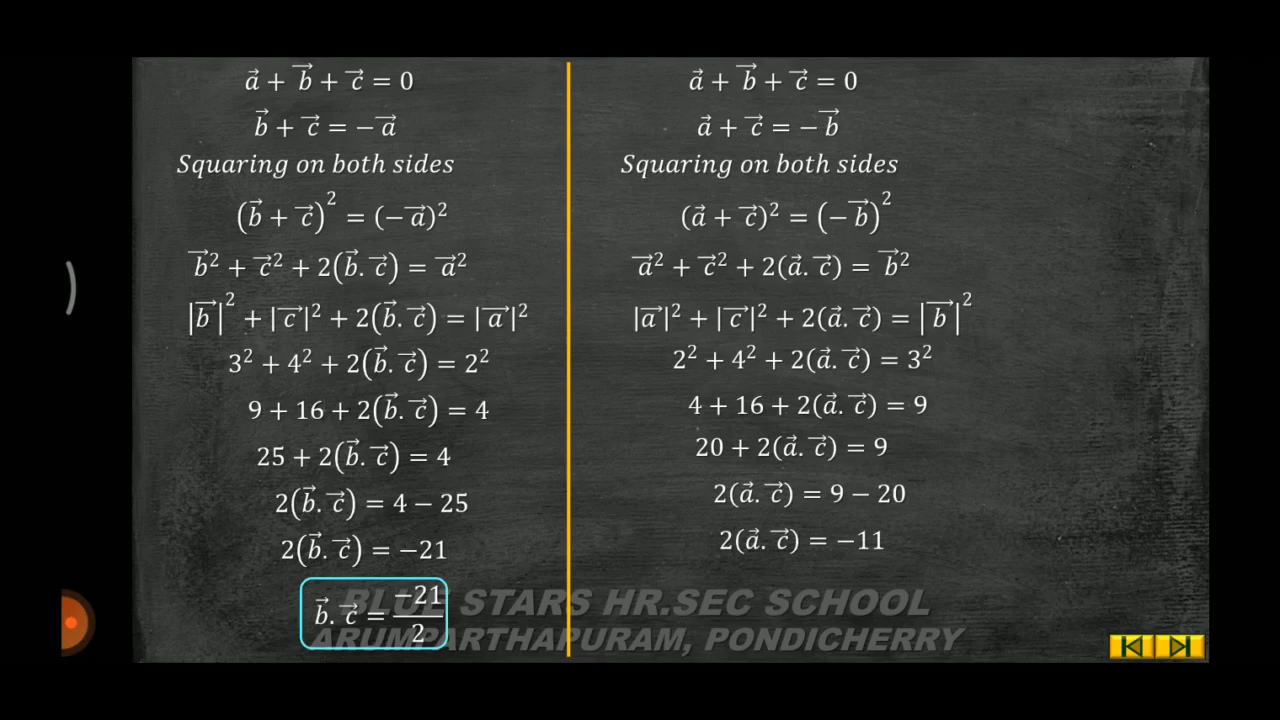 a⃗ + b⃗ + c⃗ = 0
b⃗ + c⃗ = −a⃗
Squaring on both sides
(b⃗ + c⃗)² = (−a⃗)²
b⃗² + c⃗² + 2(b⃗. c⃗) = a⃗²
|b⃗|² + |c⃗|² + 2(b⃗. c⃗) = |a⃗|²
3² + 4² + 2(b⃗. c⃗) = 2²
9 + 16 + 2(b⃗. c⃗) = 4
25 + 2(b⃗. c⃗) = 4
2(b⃗. c⃗) = 4 − 25
2(b⃗. c⃗) = −21
b⃗. c⃗ = −21/2
a⃗ + b⃗ + c⃗ = 0
a⃗ + c⃗ = −b⃗
Squaring on both sides
(a⃗ + c⃗)² = (−b⃗)²
a⃗² + c⃗² + 2(a⃗. c⃗) = b⃗²
|a⃗|² + |c⃗|² + 2(a⃗. c⃗) = |b⃗|²
2² + 4² + 2(a⃗. c⃗) = 3²
4 + 16 + 2(a⃗. c⃗) = 9
20 + 2(a⃗. c⃗) = 9
2(a⃗. c⃗) = 9 − 20
2(a⃗. c⃗) = −11
BLUE STARS HR.SEC SCHOOL
ARUMPARTHAPURAM, PONDICHERRY